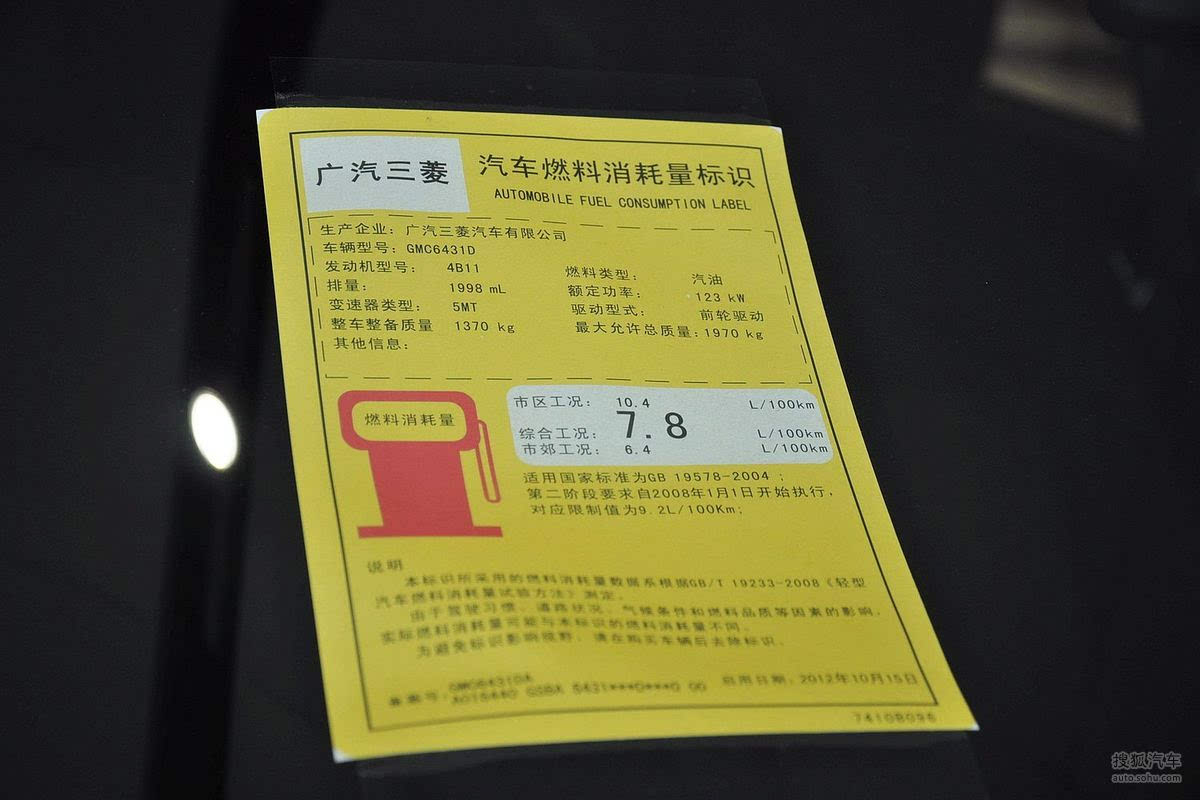 广汽三菱
汽车燃料消耗量标识
AUTOMOBILE FUEL CONSUMPTION LABEL
生产企业: 广汽三菱汽车有限公司
车辆型号: GMC6431D
发动机型号: 4B11
燃料类型: 汽油
排量: 1998 mL
额定功率: 123 kW
变速器类型: 5MT
驱动型式: 前轮驱动
整车整备质量 1370 kg
最大允许总质量: 1970 kg
其他信息:
燃料消耗量
市区工况: 10.4 L/100km
综合工况: 7.8 L/100km
市郊工况: 6.4 L/100km
适用国家标准为GB 19578-2004 ;
第二阶段要求自2008年1月1日开始执行,
对应限制值为9.2L/100Km;
说明
本标识所采用的燃料消耗量数据系根据GB/T 19233-2008《轻型
汽车燃料消耗量试验方法》测定。
由于驾驶习惯、道路状况、气候条件和燃料品质等因素的影响,
实际燃料消耗量可能与本标识的燃料消耗量不同。
为避免标识影响视野, 请在购买车辆后去除标识。
备案号:
启用日期: 2012年10月15日
7410B096
搜狐汽车
auto.sohu.com